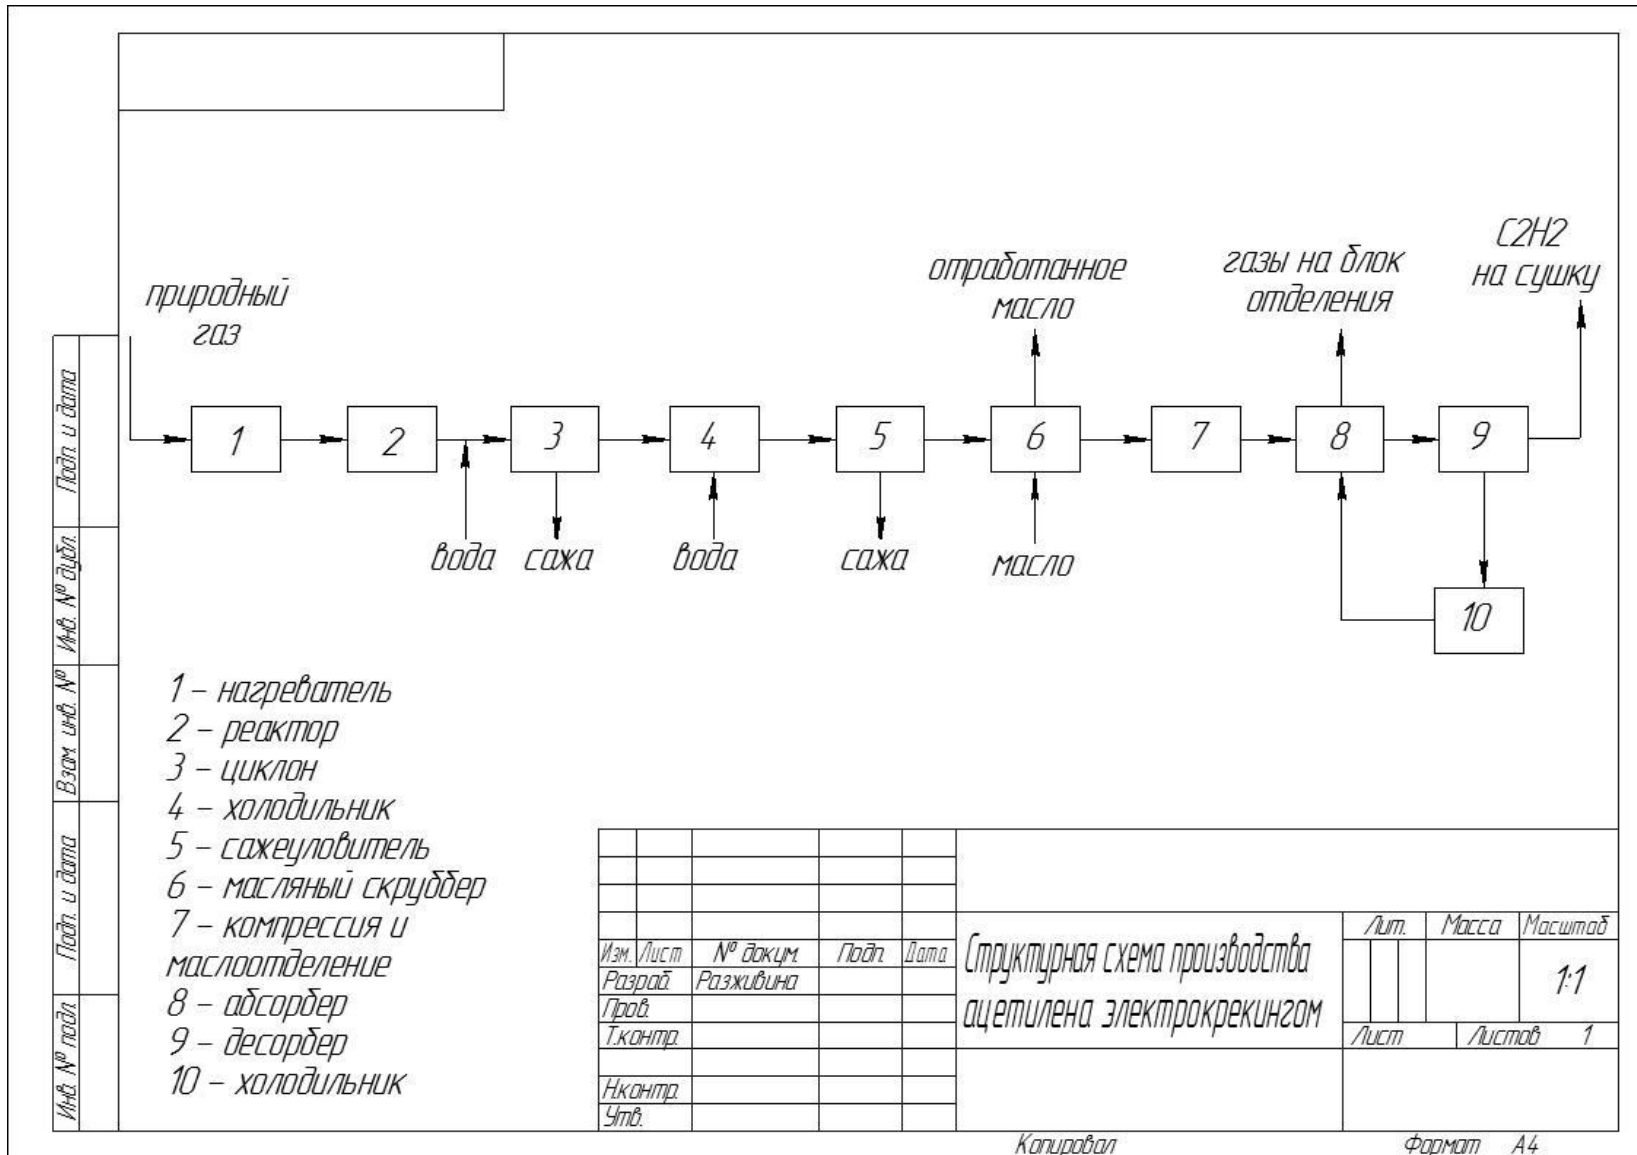 природный
газ
отработанное
масло
газы на блок
отделения
C2H2
на сушку
1
2
3
4
5
6
7
8
9
10
вода
сажа
вода
сажа
масло
1 – нагреватель
2 – реактор
3 – циклон
4 – холодильник
5 – сажеуловитель
6 – масляный скруббер
7 – компрессия и
маслоотделение
8 – абсорбер
9 – десорбер
10 – холодильник
Подп. и дата
Инв. № дубл.
Взам. инв. №
Подп. и дата
Инв. № подл.
Изм. Лист № докум. Подп. Дата
Разраб. Разживина
Пров.
Т.контр.
Н.контр.
Утв.
Структурная схема производства
ацетилена электрокрекингом
Лит. Масса Масштаб
1:1
Лист Листов 1
Копировал
Формат А4